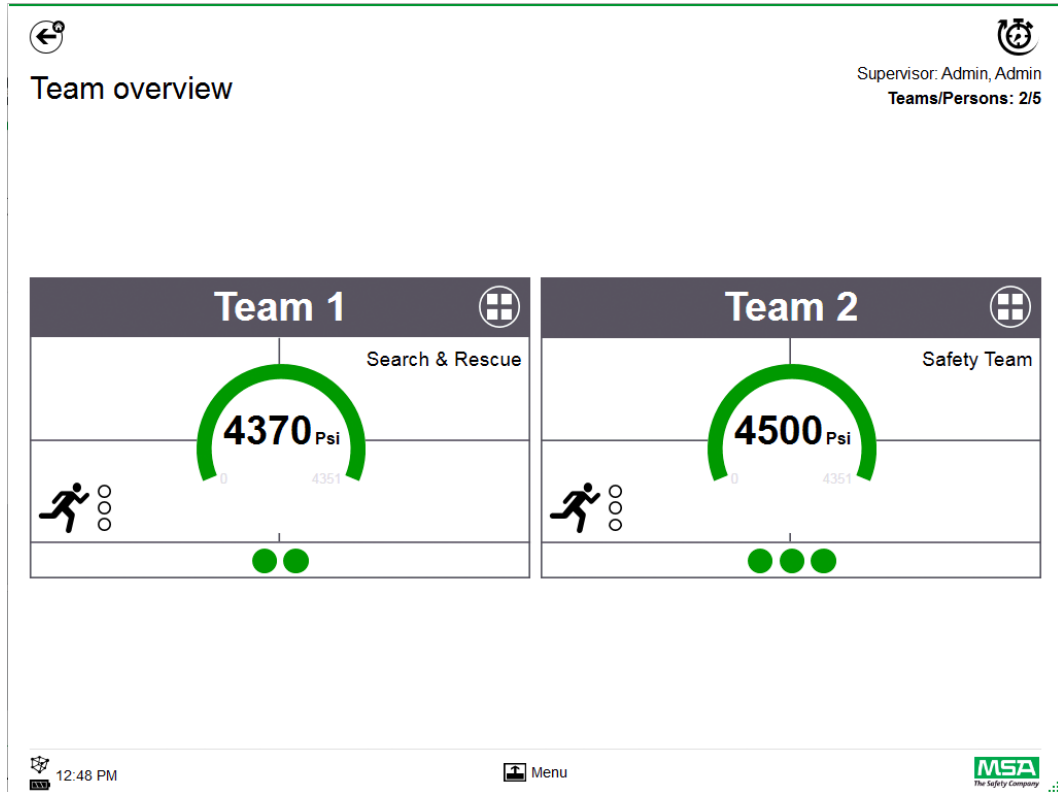 Supervisor: Admin, Admin
Team overview
Teams/Persons: 2/5
Team 1
Team 2
Search & Rescue
Safety Team
4370 Psi
4500 Psi
0 4351
0 4351
12:48 PM
Menu
MSA
The Safety Company